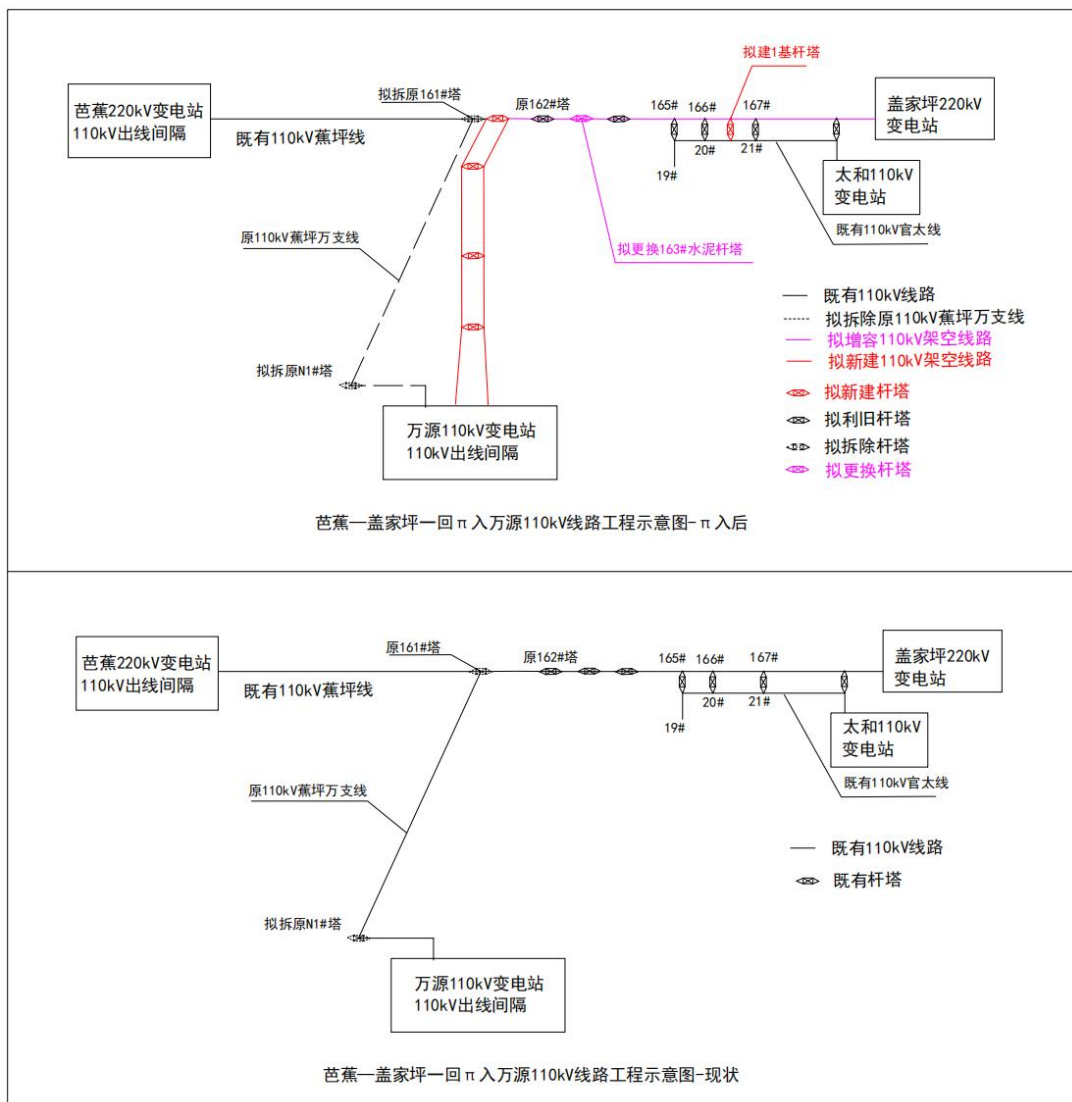 拟建1基杆塔
芭蕉220kV变电站
110kV出线间隔
既有110kV蕉坪线
拟拆原161#塔
原162#塔
165#
166#
167#
盖家坪220kV
变电站
19#
20#
21#
太和110kV
变电站
既有110kV官太线
原110kV蕉坪万支线
拟更换163#水泥杆塔
拟拆原N1#塔
万源110kV变电站
110kV出线间隔
既有110kV线路
拟拆除原110kV蕉坪万支线
拟增容110kV架空线路
拟新建110kV架空线路
拟新建杆塔
拟利旧杆塔
拟拆除杆塔
拟更换杆塔
芭蕉—盖家坪一回π入万源110kV线路工程示意图-π入后
芭蕉220kV变电站
110kV出线间隔
既有110kV蕉坪线
原161#塔
原162#塔
165#
166#
167#
盖家坪220kV
变电站
19#
20#
21#
太和110kV
变电站
既有110kV官太线
原110kV蕉坪万支线
拟拆原N1#塔
万源110kV变电站
110kV出线间隔
既有110kV线路
既有杆塔
芭蕉—盖家坪一回π入万源110kV线路工程示意图-现状